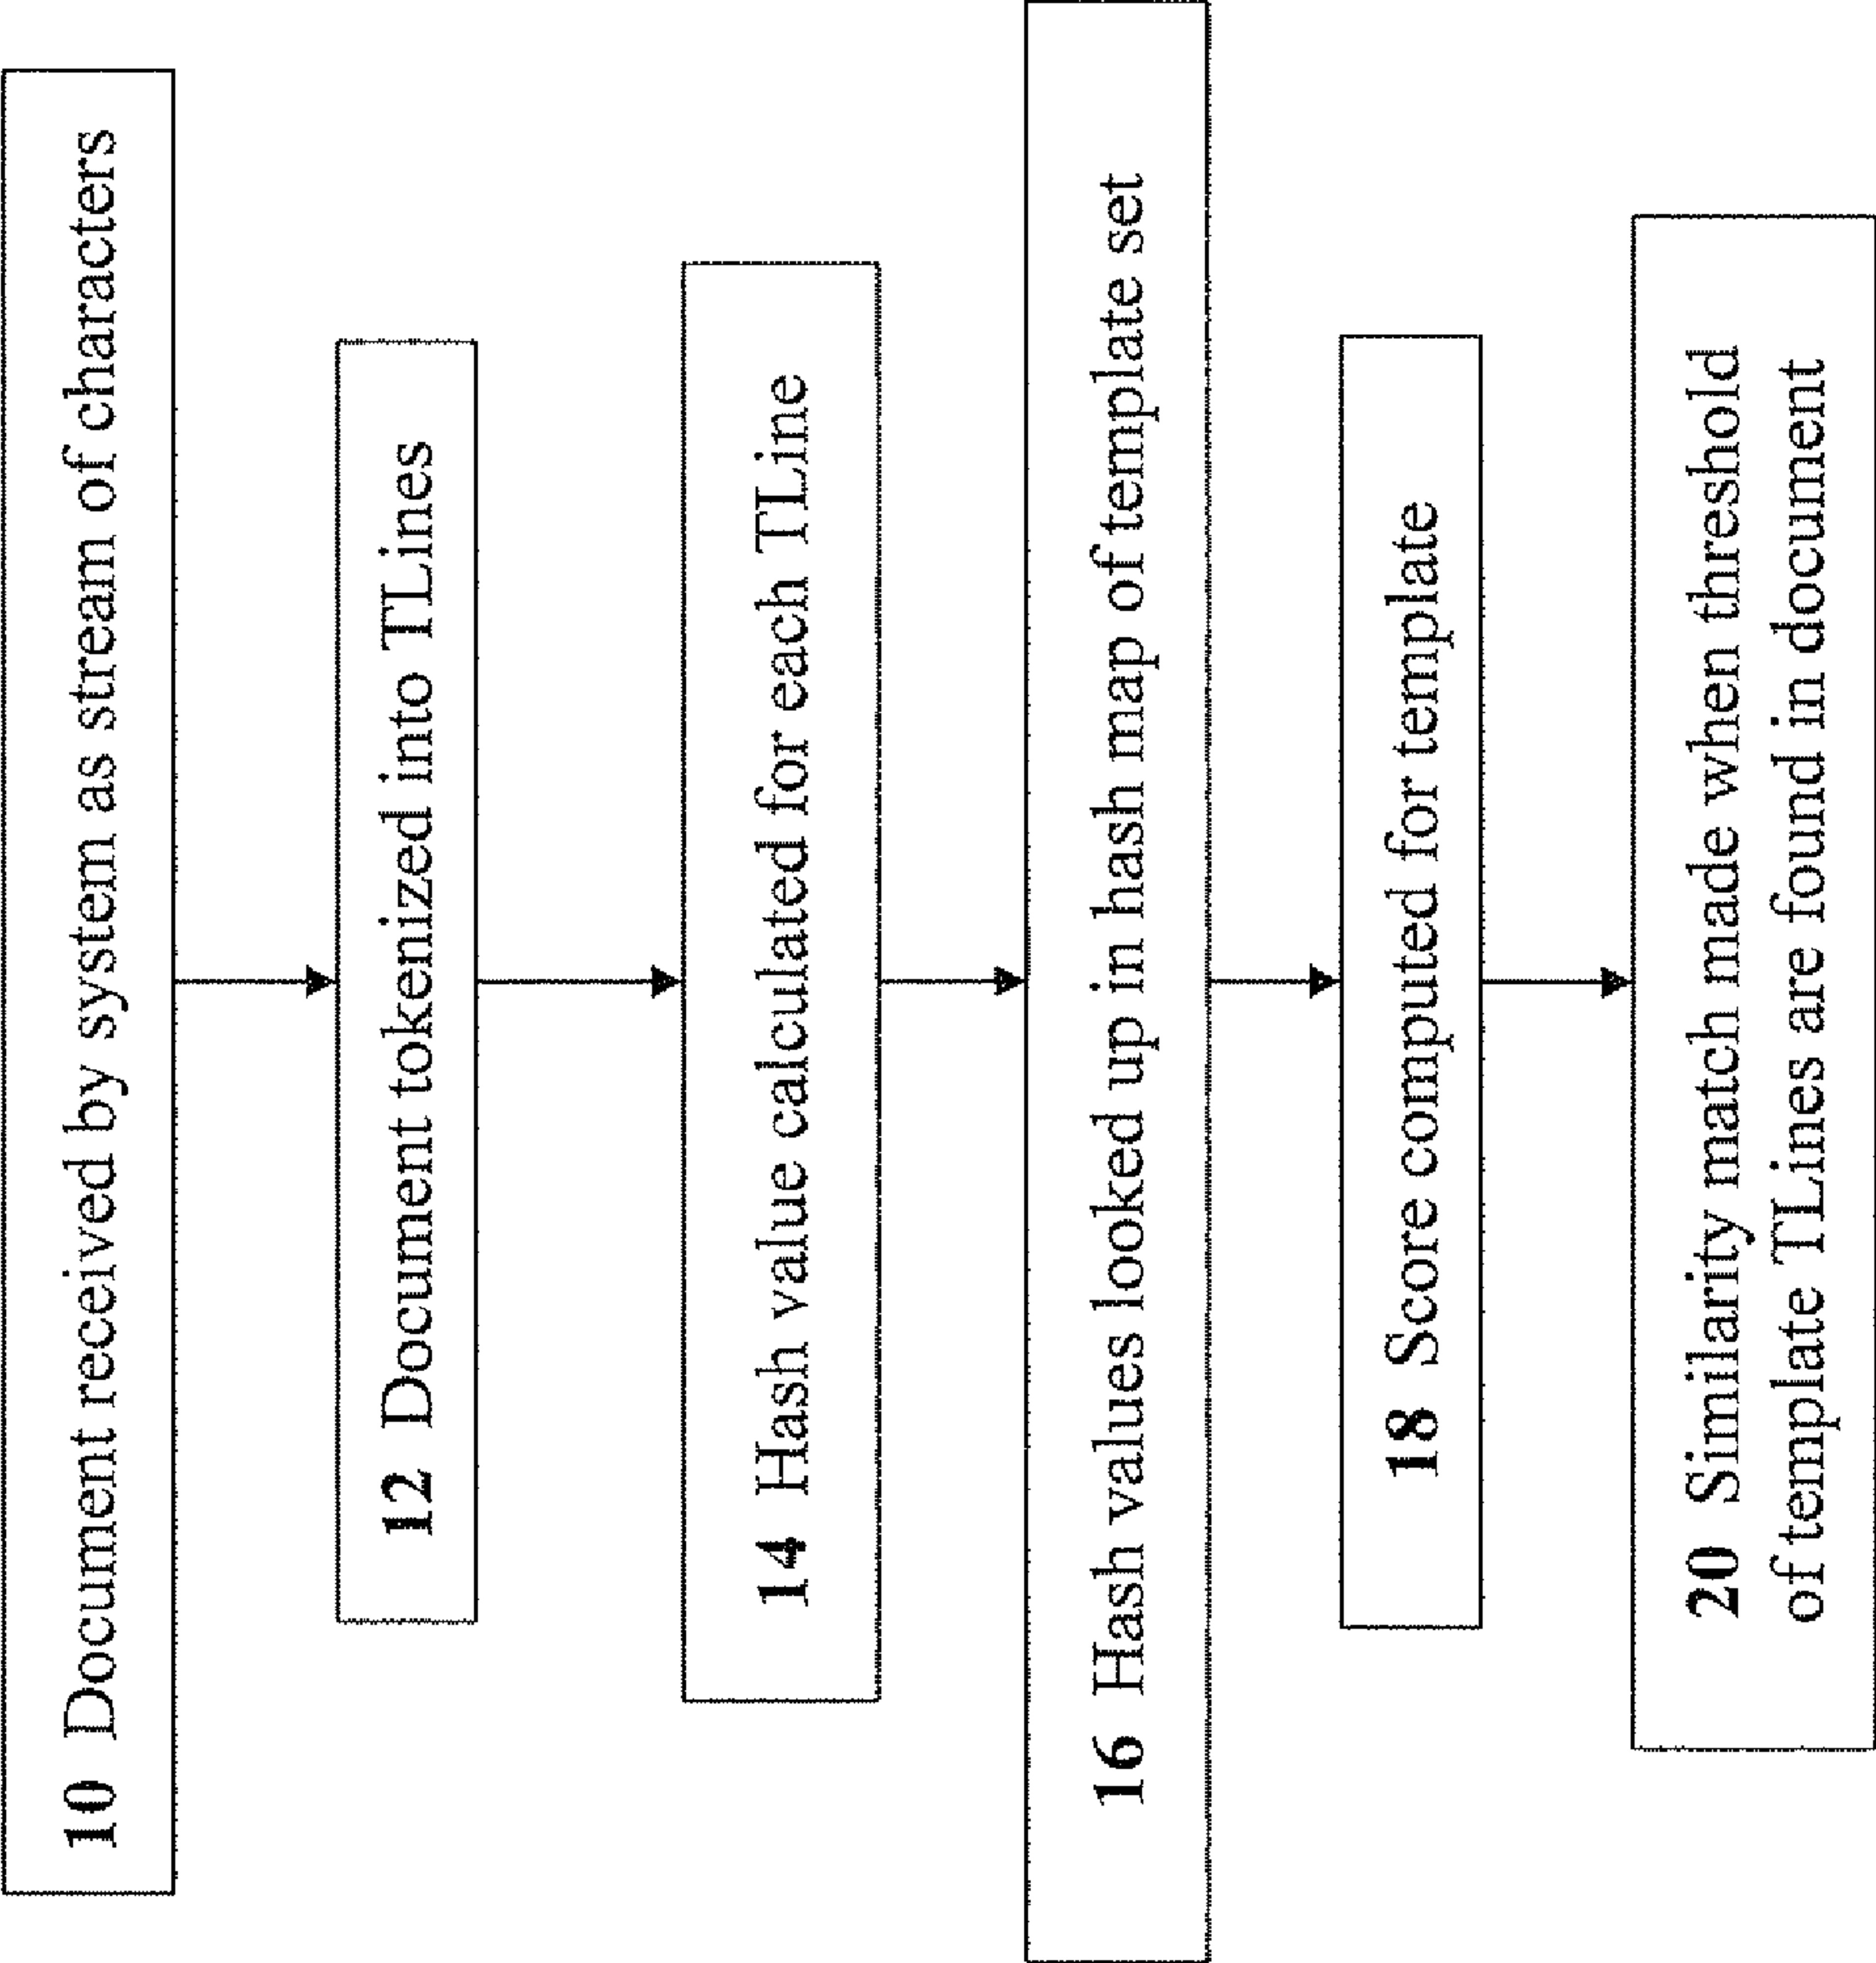 10 Document received by system as stream of characters
12 Document tokenized into TLines
14 Hash value calculated for each TLine
16 Hash values looked up in hash map of template set
18 Score computed for template
20 Similarity match made when threshold
of template TLines are found in document